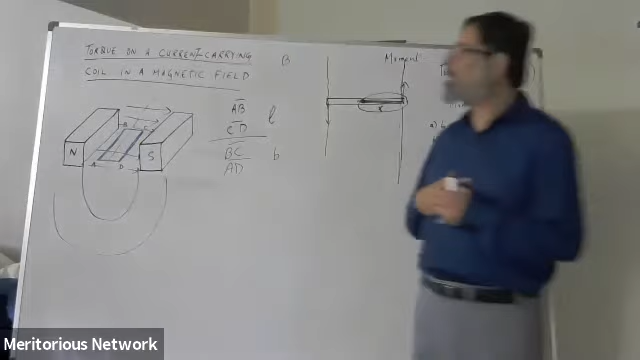 TORQUE ON A CURRENT-CARRYING
COIL IN A MAGNETIC FIELD
B
Moment
AB
CD
l
BC
AD
b
N
S
A
D
a)
Meritorious Network